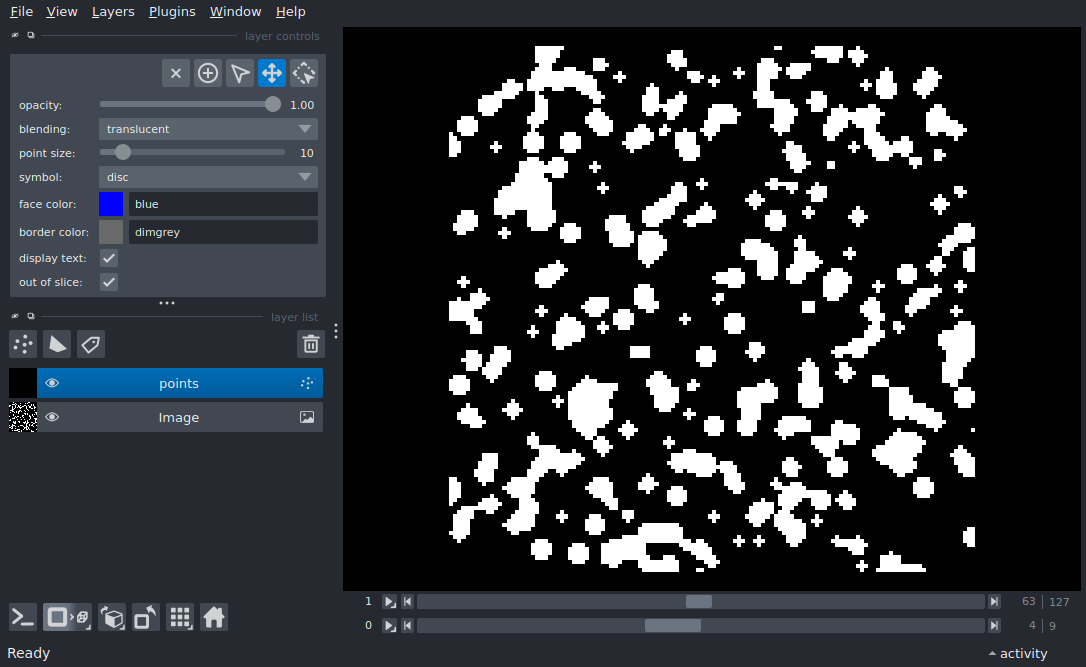 File View Layers Plugins Window Help
layer controls
opacity: 1.00
blending: translucent
point size: 10
symbol: disc
face color: blue
border color: dimgrey
display text:
out of slice:
layer list
points
Image
1 63 127
0 4 9
Ready activity